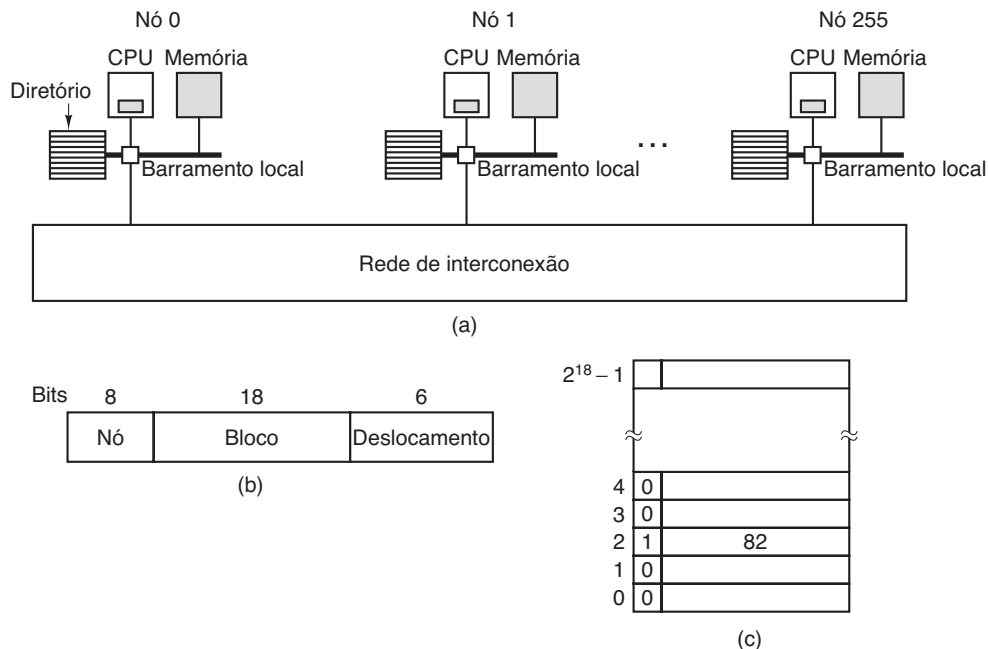 Nó 0 Nó 1 Nó 255
CPU Memória CPU Memória CPU Memória
Diretório
...
Barramento local Barramento local Barramento local
Rede de interconexão
(a)
Bits 8 18 6
Nó Bloco Deslocamento
(b)
2¹⁸ – 1
4 0
3 0
2 1 82
1 0
0 0
(c)